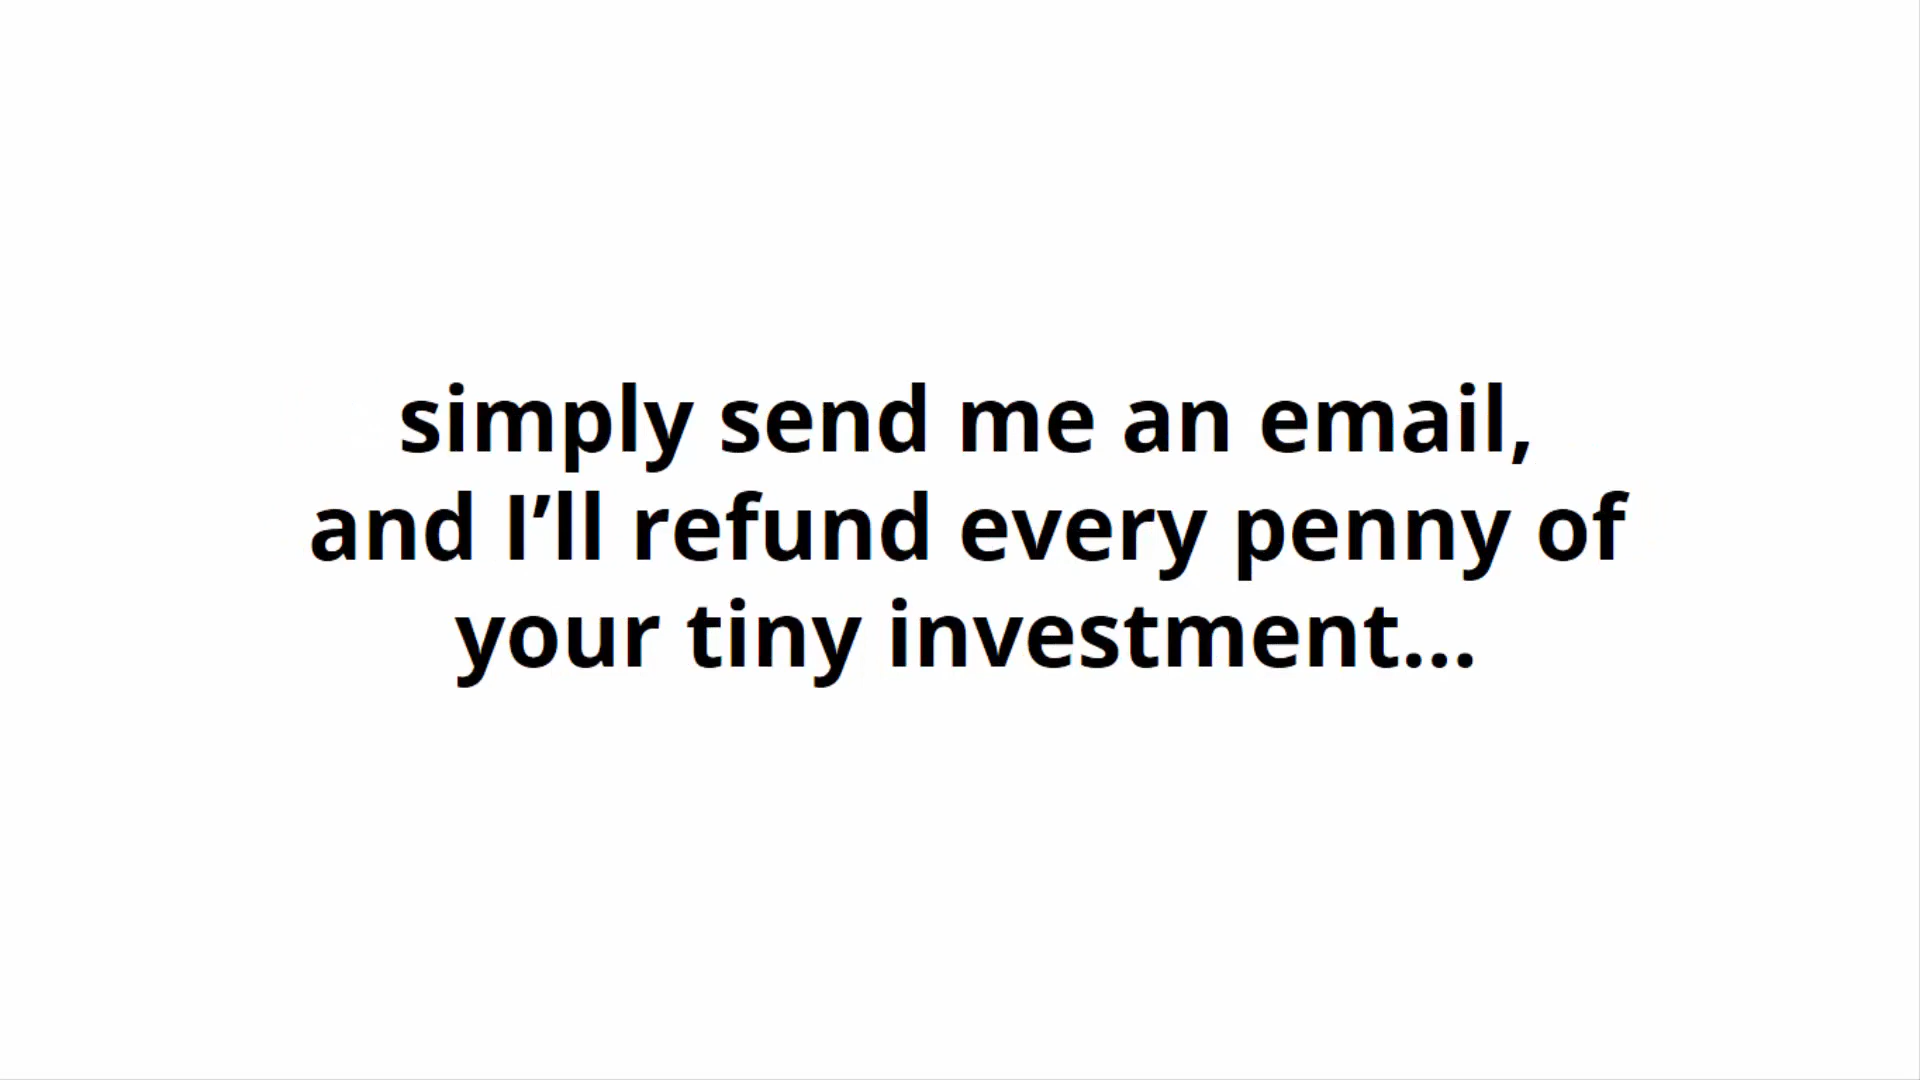 simply send me an email,
and I’ll refund every penny of
your tiny investment...